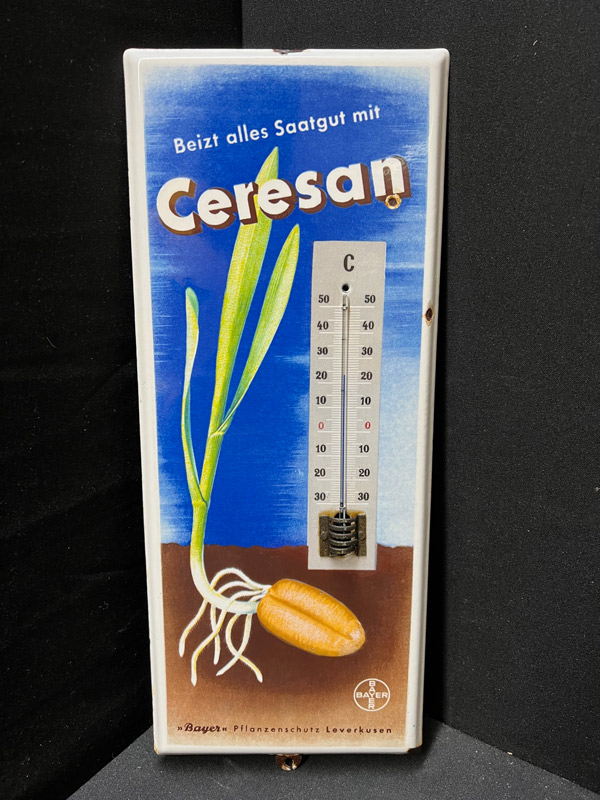 Beizt alles Saatgut mit
Ceresan
C
50 50
40 40
30 30
20 20
10 10
0 0
10 10
20 20
30 30
BAYER
BAYER
»Bayer« Pflanzenschutz Leverkusen